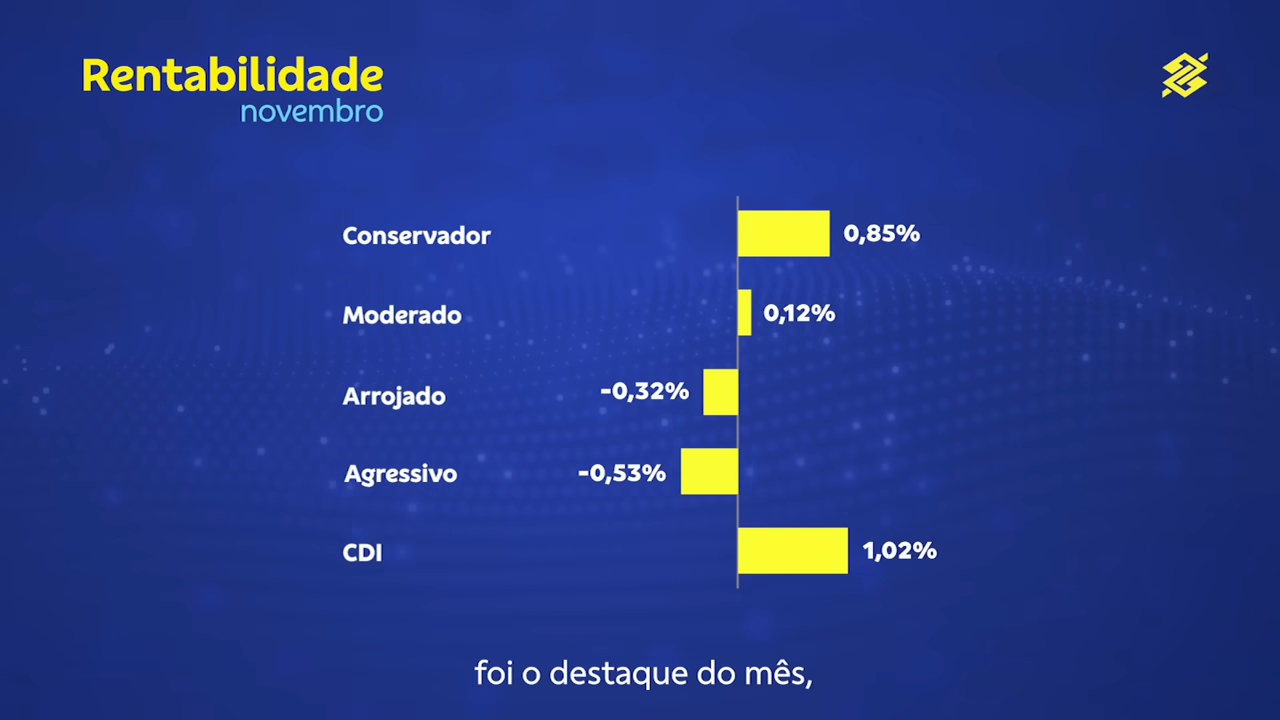 Rentabilidade
novembro
Conservador 0,85%
Moderado 0,12%
Arrojado -0,32%
Agressivo -0,53%
CDI 1,02%
foi o destaque do mês,